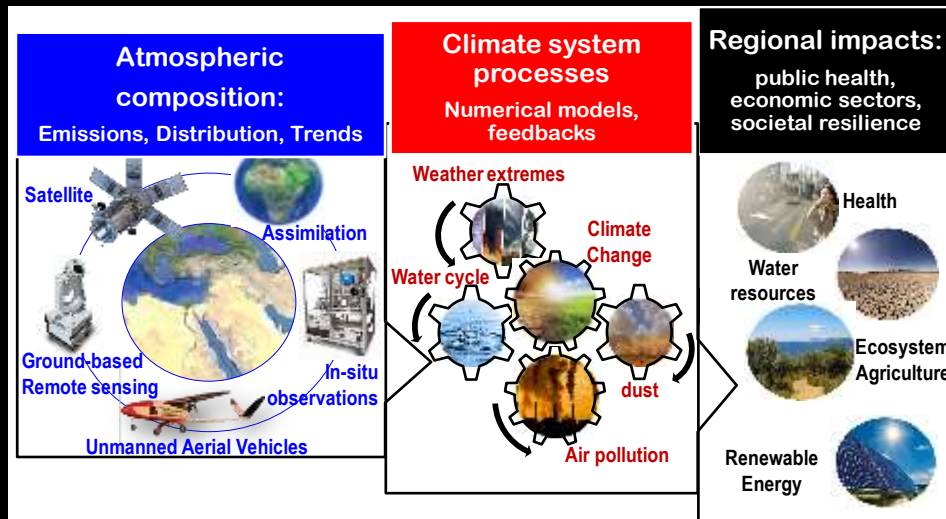 Atmospheric
composition:
Emissions, Distribution, Trends
Satellite
Assimilation
Ground-based
Remote sensing
In-situ
observations
Unmanned Aerial Vehicles
Climate system
processes
Numerical models,
feedbacks
Weather extremes
Climate
Change
Water cycle
dust
Air pollution
Regional impacts:
public health,
economic sectors,
societal resilience
Health
Water
resources
Ecosystem
Agriculture
Renewable
Energy